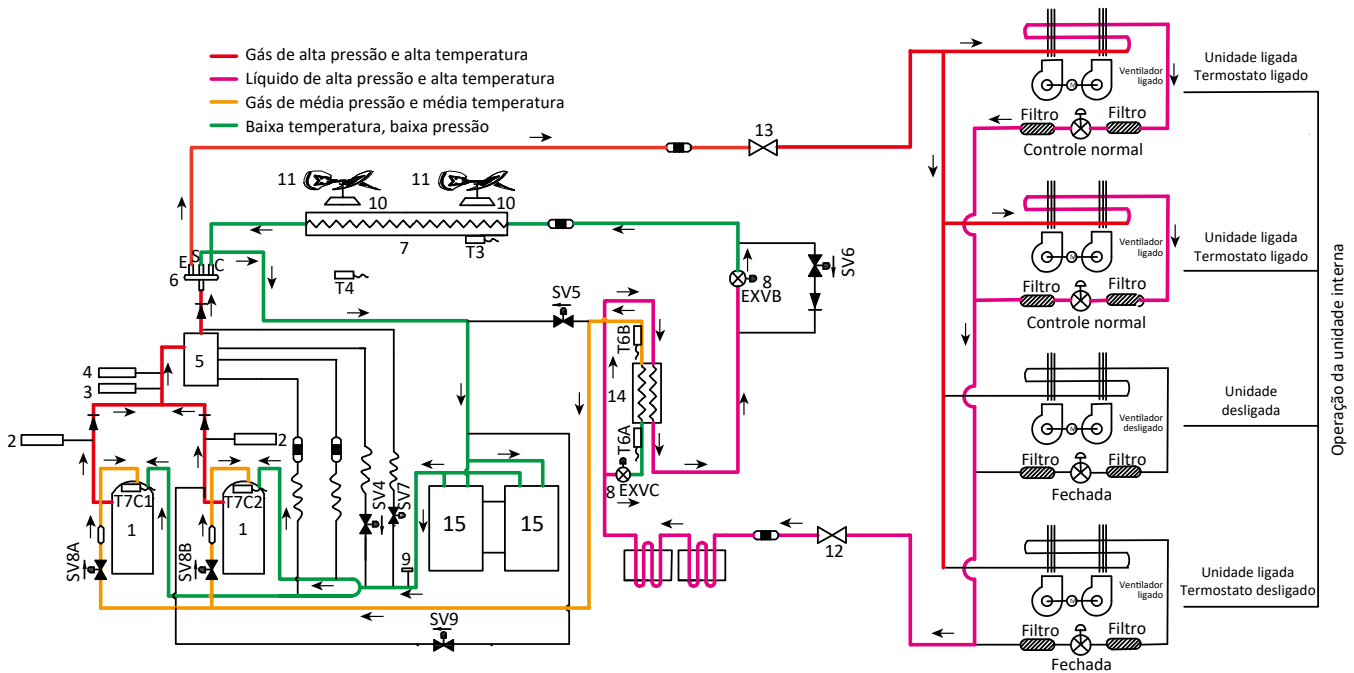 Gás de alta pressão e alta temperatura
Líquido de alta pressão e alta temperatura
Gás de média pressão e média temperatura
Baixa temperatura, baixa pressão
13
11
11
10
10
7
T3
T4
E
S
C
6
5
4
3
2
2
T7C1
T7C2
1
1
SV8A
SV8B
SV4
SV7
9
15
15
SV9
SV5
T6B
14
T6A
8
EXVC
8
EXVB
SV6
12
Ventilador
ligado
M
Filtro
Filtro
Controle normal
Unidade ligada
Termostato ligado
Ventilador
ligado
M
Filtro
Filtro
Controle normal
Unidade ligada
Termostato ligado
Ventilador
desligado
M
Filtro
Filtro
Fechada
Unidade
desligada
Ventilador
ligado
M
Filtro
Filtro
Fechada
Unidade ligada
Termostato desligado
Operação da unidade interna